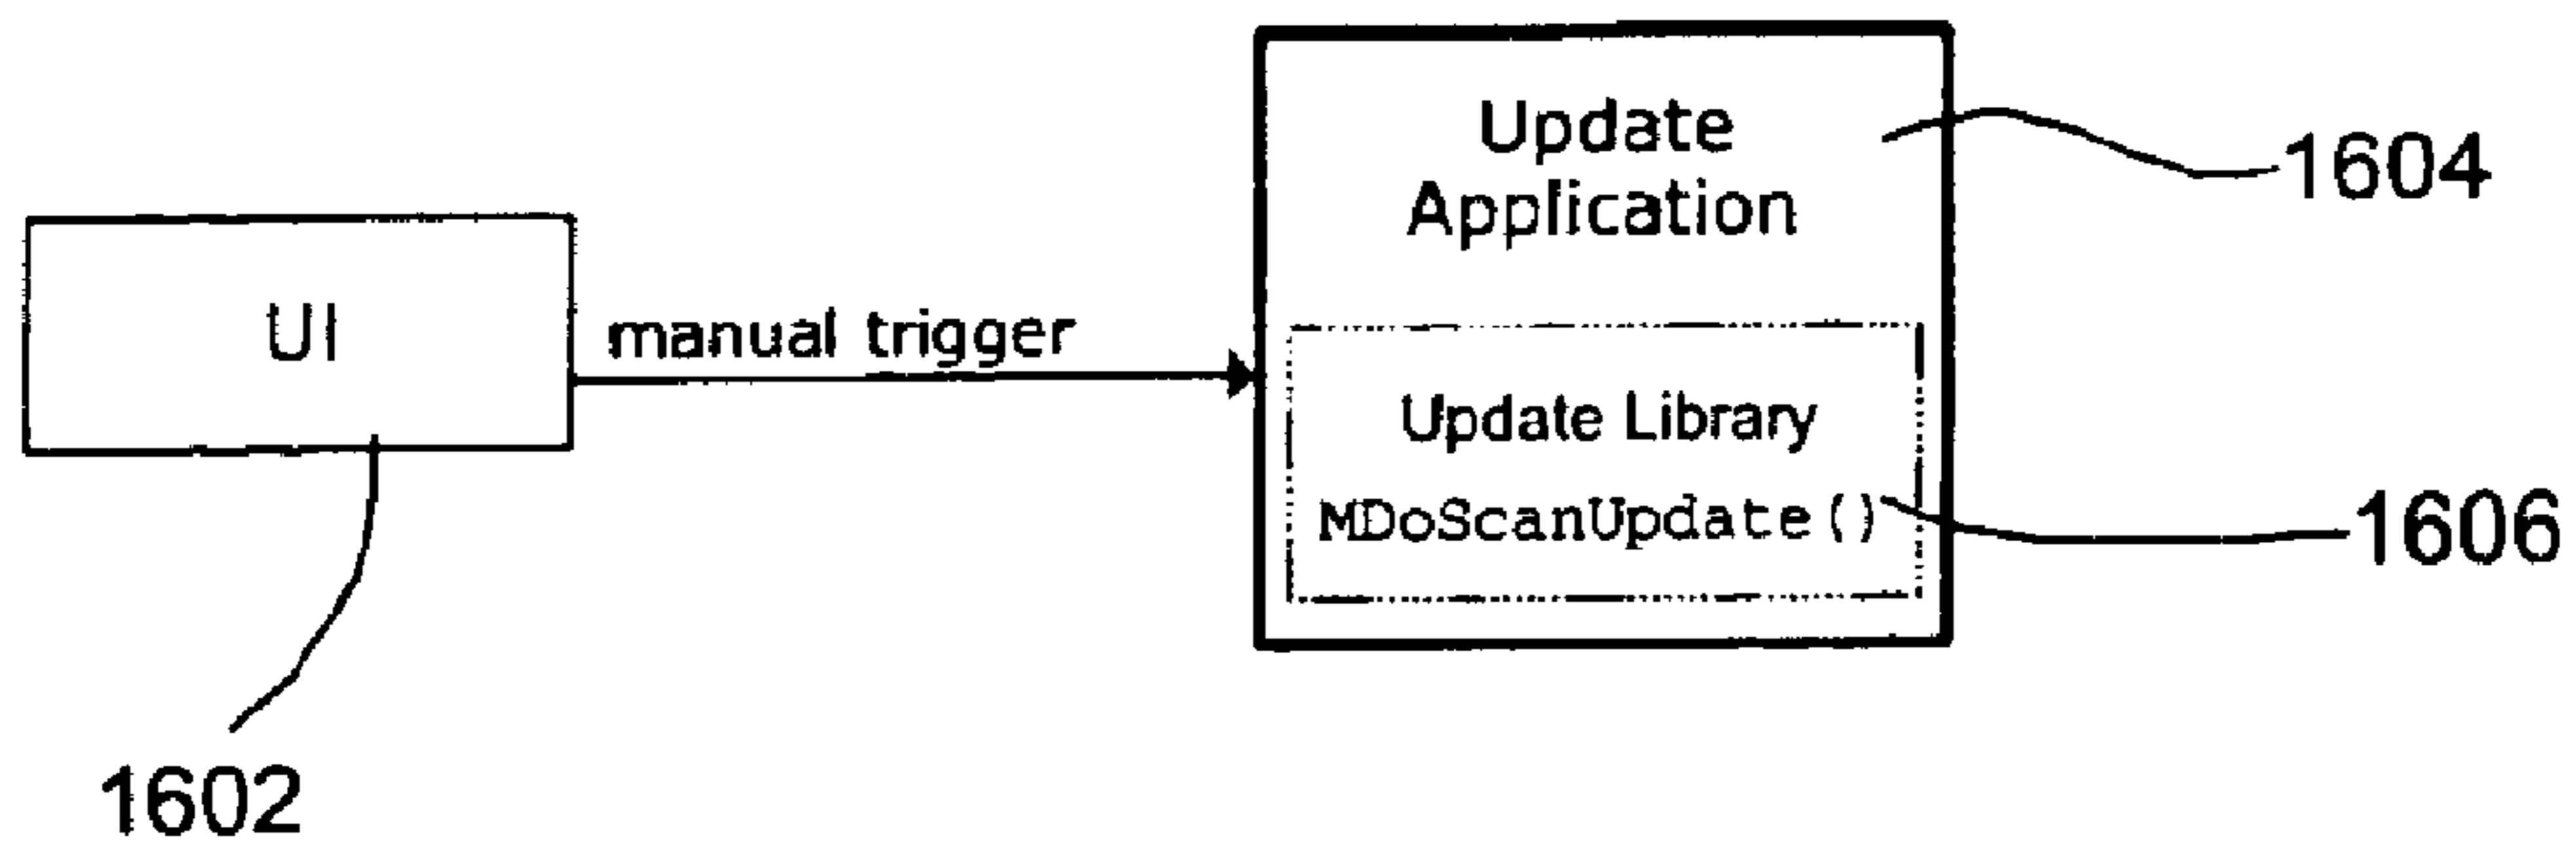 Update
Application
1604
UI
manual trigger
Update Library
MDoScanUpdate()
1606
1602